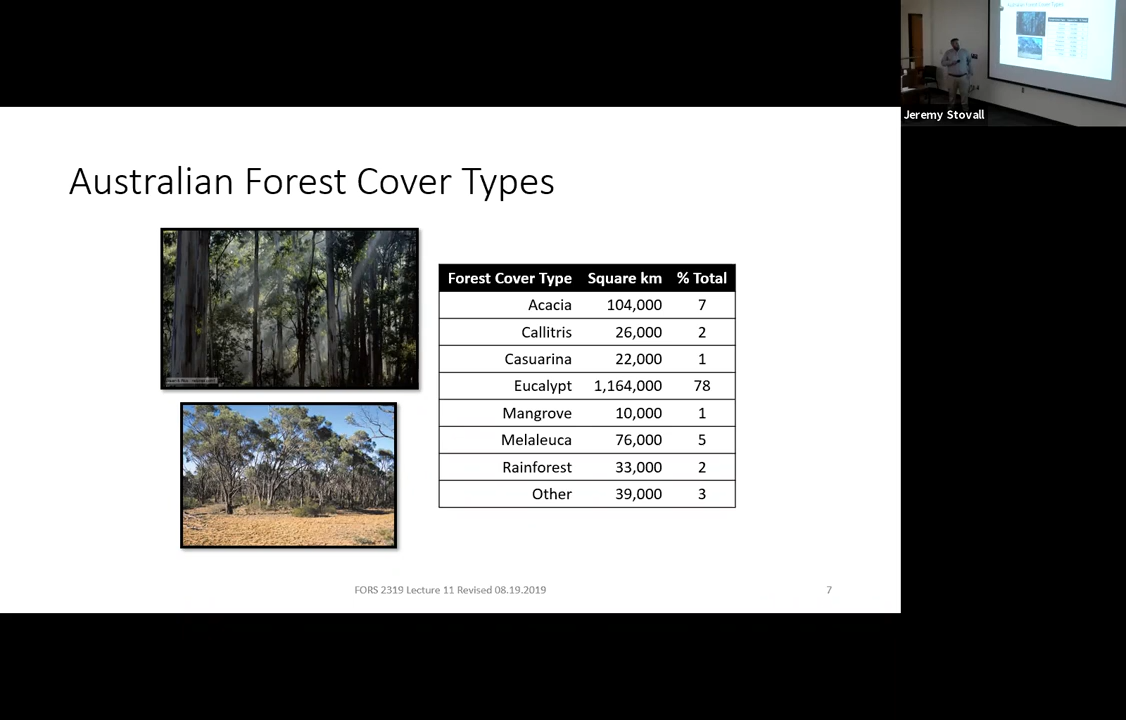 Jeremy Stovall
Australian Forest Cover Types
Forest Cover Type Square km % Total
Acacia 104,000 7
Callitris 26,000 2
Casuarina 22,000 1
Eucalypt 1,164,000 78
Mangrove 10,000 1
Melaleuca 76,000 5
Rainforest 33,000 2
Other 39,000 3
FORS 2319 Lecture 11 Revised 08.19.2019 7